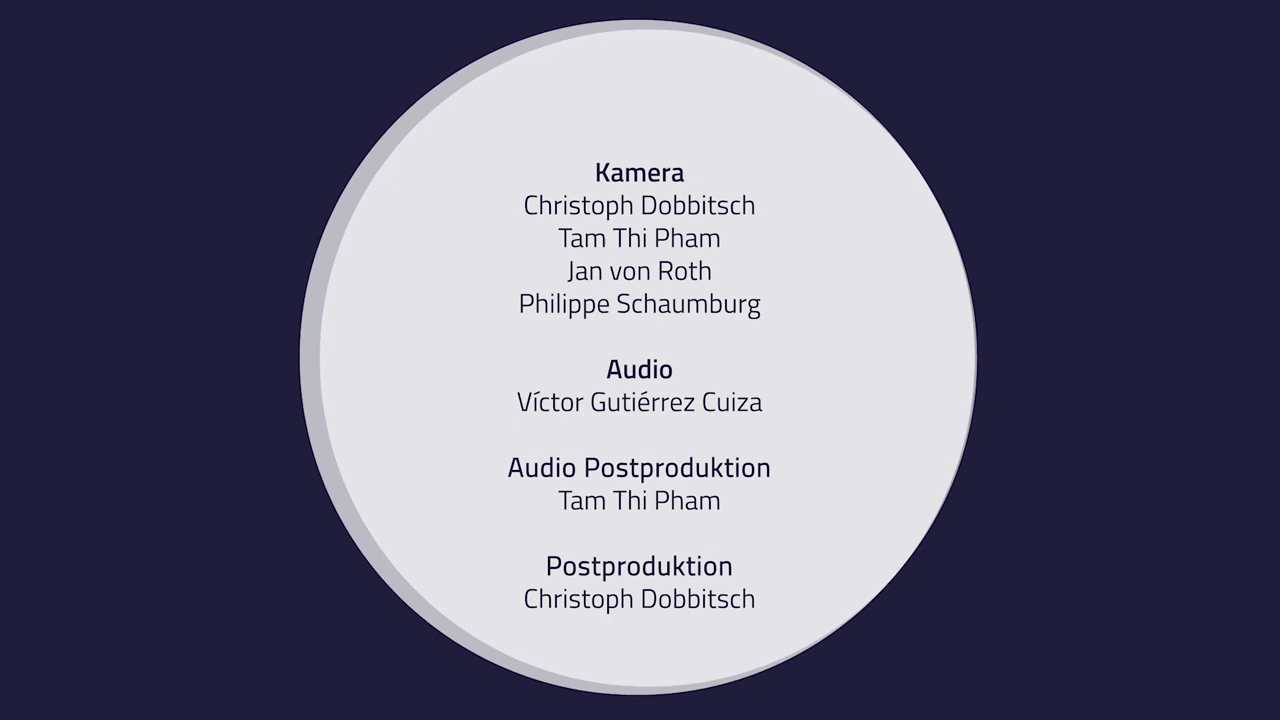 Kamera
Christoph Dobbitsch
Tam Thi Pham
Jan von Roth
Philippe Schaumburg
Audio
Víctor Gutiérrez Cuiza
Audio Postproduktion
Tam Thi Pham
Postproduktion
Christoph Dobbitsch